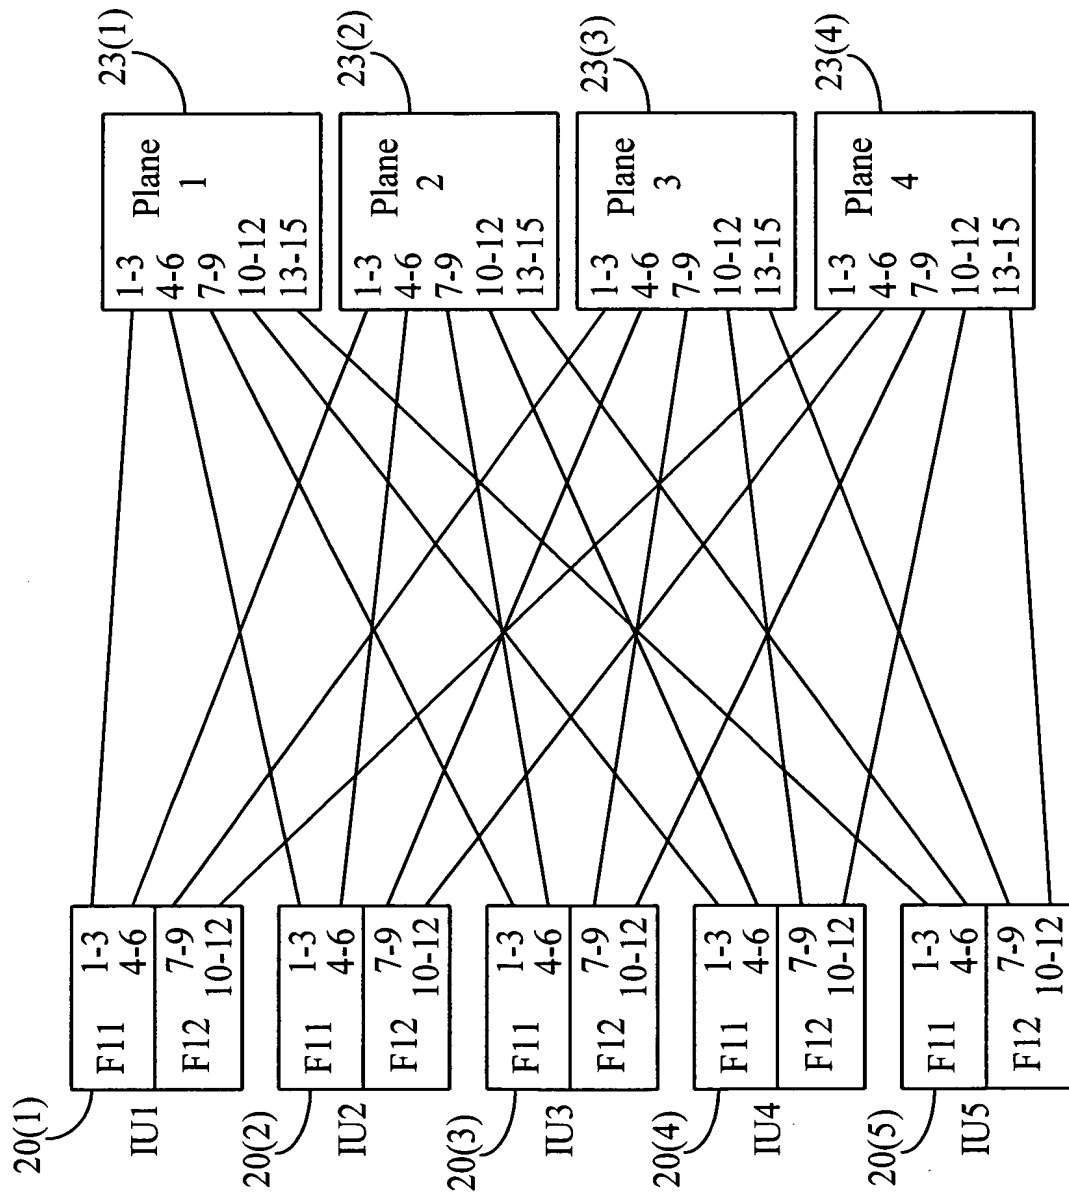 20(1)
IU1
F11
1-3
4-6
F12
7-9
10-12
20(2)
IU2
F11
1-3
4-6
F12
7-9
10-12
20(3)
IU3
F11
1-3
4-6
F12
7-9
10-12
20(4)
IU4
F11
1-3
4-6
F12
7-9
10-12
20(5)
IU5
F11
1-3
4-6
F12
7-9
10-12
23(1)
Plane
1
1-3
4-6
7-9
10-12
13-15
23(2)
Plane
2
1-3
4-6
7-9
10-12
13-15
23(3)
Plane
3
1-3
4-6
7-9
10-12
13-15
23(4)
Plane
4
1-3
4-6
7-9
10-12
13-15